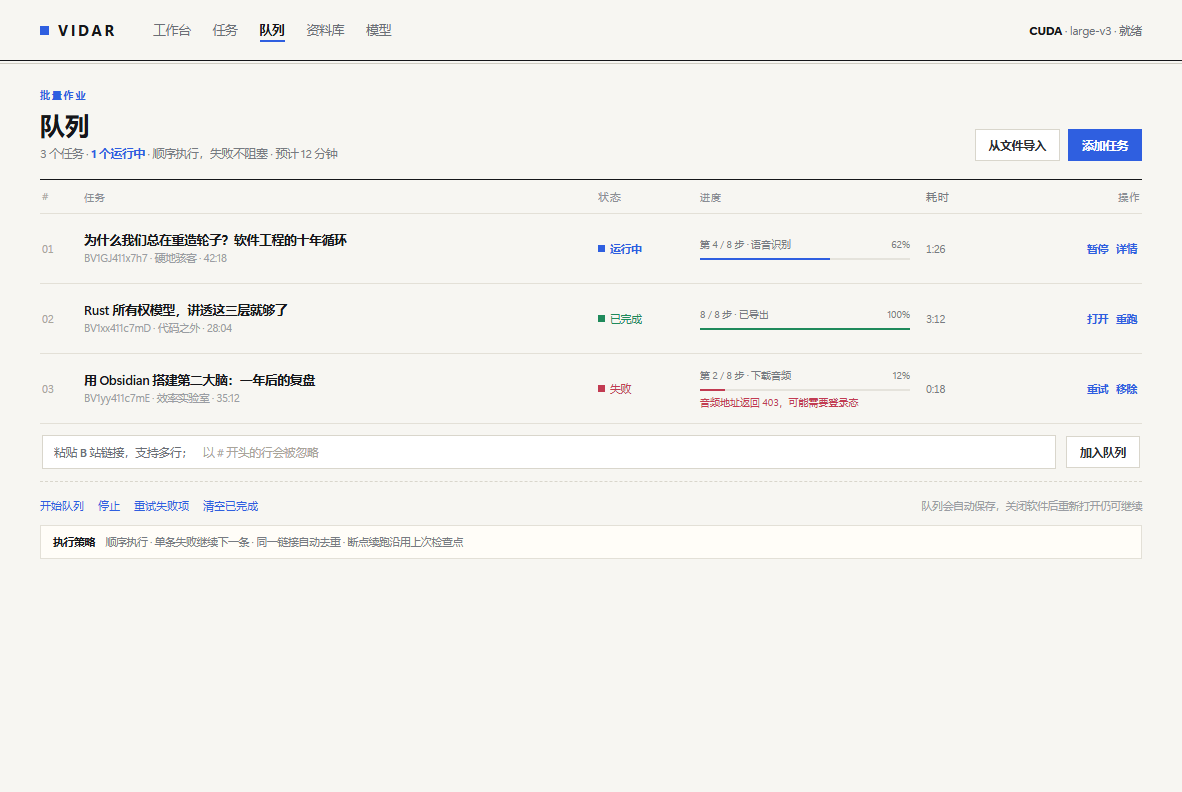 VIDAR 工作台 任务 队列 资料库 模型 CUDA · large-v3 · 就绪
批量作业
队列
3 个任务 · 1 个运行中 · 顺序执行，失败不阻塞 · 预计 12 分钟
从文件导入 添加任务
# 任务 状态 进度 耗时 操作
01 为什么我们总在重造轮子？软件工程的十年循环
BV1GJ411x7h7 · 硬地骇客 · 42:18
运行中 第 4 / 8 步 · 语音识别 62% 1:26 暂停 详情
02 Rust 所有权模型，讲透这三层就够了
BV1xx411c7mD · 代码之外 · 28:04
已完成 8 / 8 步 · 已导出 100% 3:12 打开 重跑
03 用 Obsidian 搭建第二大脑：一年后的复盘
BV1yy411c7mE · 效率实验室 · 35:12
失败 第 2 / 8 步 · 下载音频 12% 0:18 重试 移除
音频地址返回 403，可能需要登录态
粘贴 B 站链接，支持多行； 以 # 开头的行会被忽略 加入队列
开始队列 停止 重试失败项 清空已完成 队列会自动保存，关闭软件后重新打开仍可继续
执行策略 顺序执行 · 单条失败继续下一条 · 同一链接自动去重 · 断点续跑沿用上次检查点